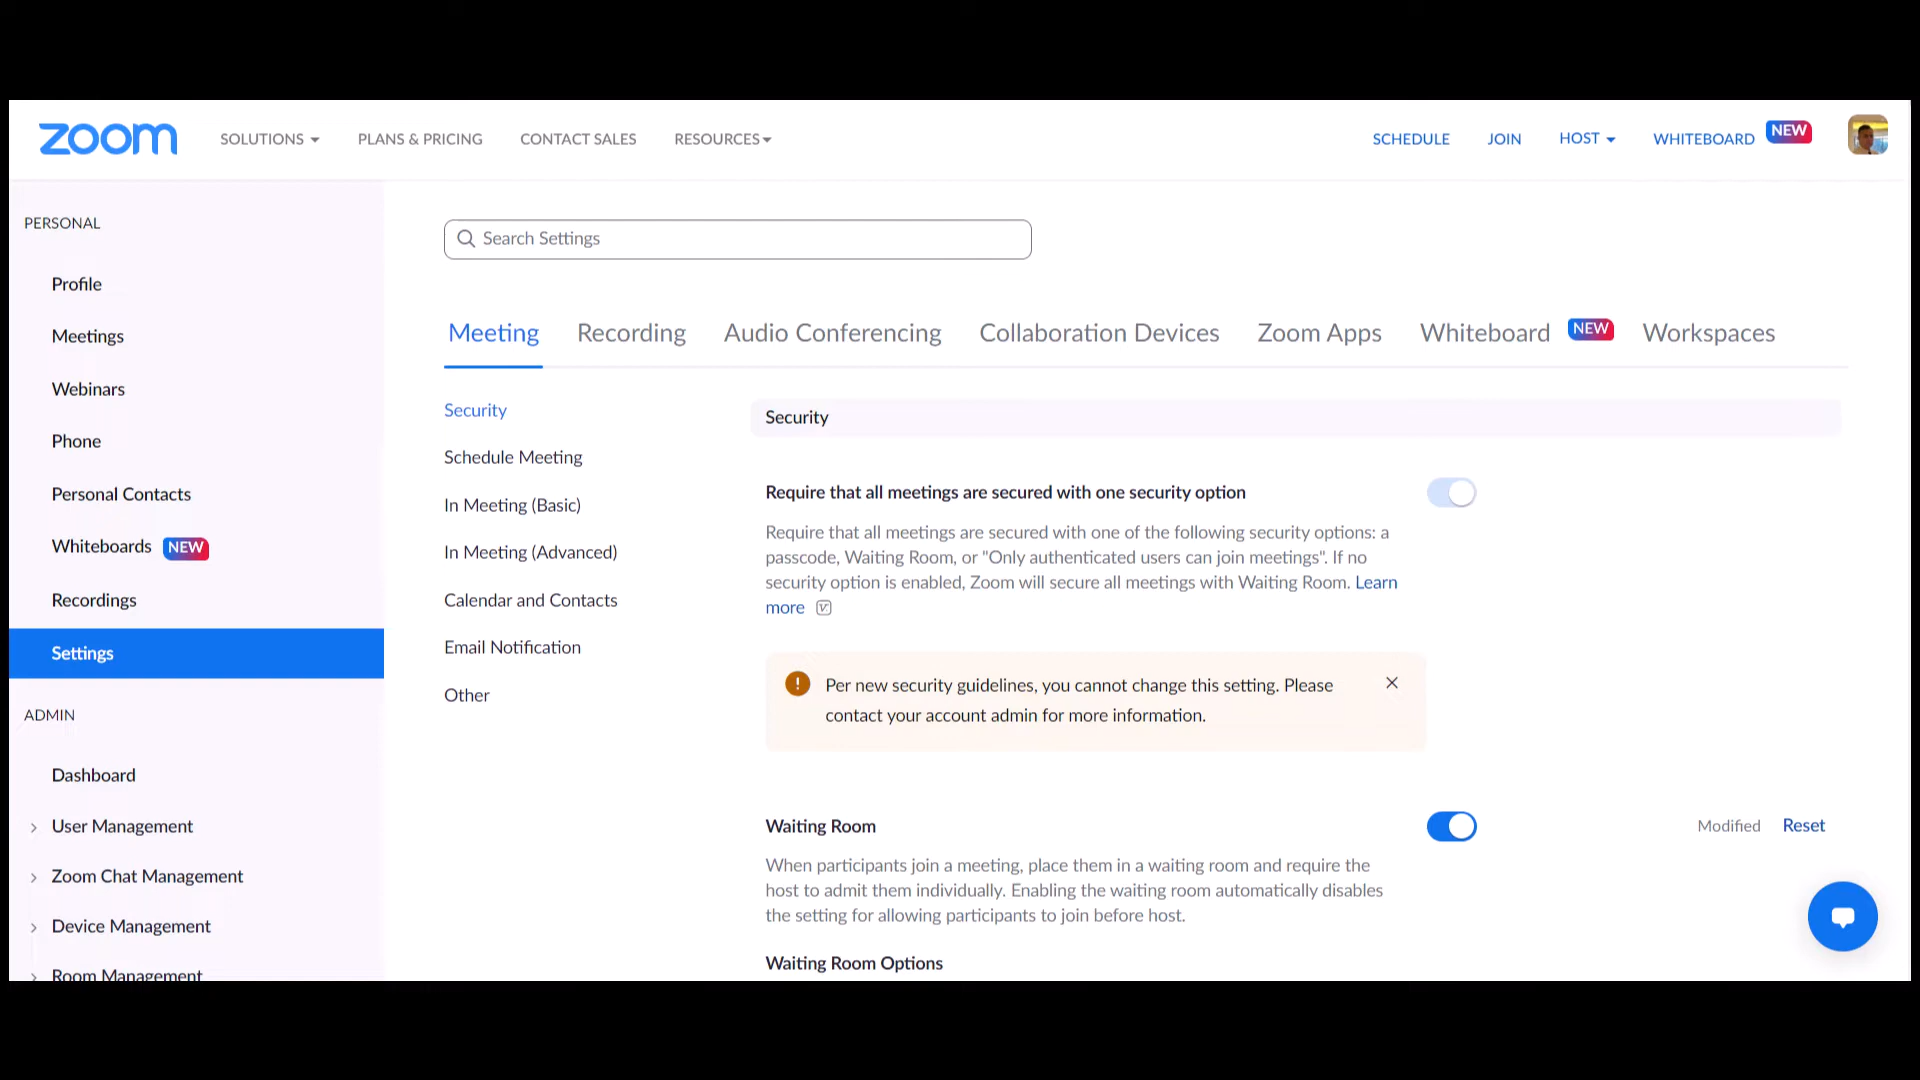 zoom
SOLUTIONS
PLANS & PRICING
CONTACT SALES
RESOURCES
SCHEDULE
JOIN
HOST
WHITEBOARD
NEW
PERSONAL
Profile
Meetings
Webinars
Phone
Personal Contacts
Whiteboards NEW
Recordings
Settings
ADMIN
Dashboard
User Management
Zoom Chat Management
Device Management
Room Management
Search Settings
Meeting
Recording
Audio Conferencing
Collaboration Devices
Zoom Apps
Whiteboard NEW
Workspaces
Security
Schedule Meeting
In Meeting (Basic)
In Meeting (Advanced)
Calendar and Contacts
Email Notification
Other
Security
Require that all meetings are secured with one security option
Require that all meetings are secured with one of the following security options: a
passcode, Waiting Room, or "Only authenticated users can join meetings". If no
security option is enabled, Zoom will secure all meetings with Waiting Room. Learn
more
Per new security guidelines, you cannot change this setting. Please
contact your account admin for more information.
Waiting Room
Modified Reset
When participants join a meeting, place them in a waiting room and require the
host to admit them individually. Enabling the waiting room automatically disables
the setting for allowing participants to join before host.
Waiting Room Options